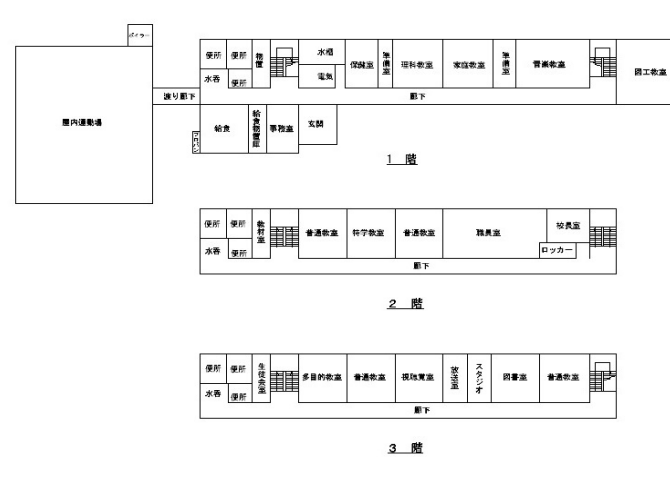 ボイラー
便所
便所
物置
水呑
便所
水槽
電気
保健室
準備室
理科教室
家庭教室
準備室
音楽教室
図工教室
屋内運動場
渡り廊下
廊下
プロパン
給食
給食物置庫
事務室
玄関
1 階
便所
便所
教材室
普通教室
特学教室
普通教室
職員室
校長室
水呑
便所
ロッカー
廊下
2 階
便所
便所
生徒会室
多目的教室
普通教室
視聴覚室
放送室
スタジオ
図書室
普通教室
水呑
便所
廊下
3 階